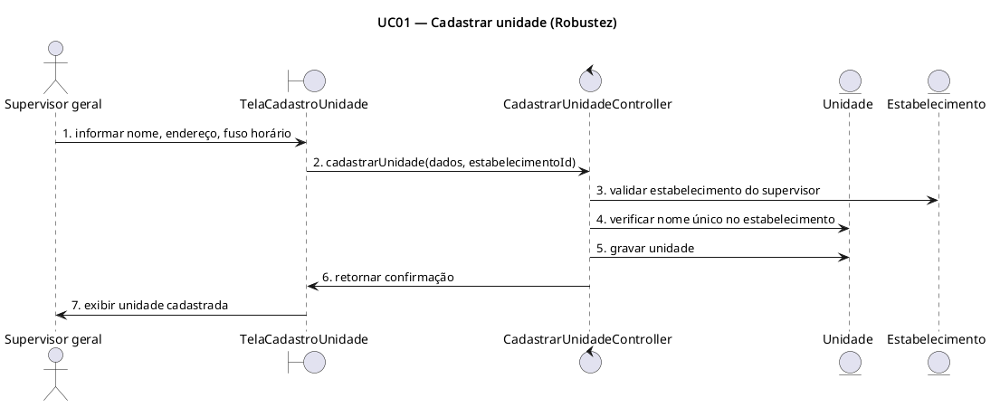 UC01 — Cadastrar unidade (Robustez)
Supervisor geral
TelaCadastroUnidade
CadastrarUnidadeController
Unidade
Estabelecimento
1. informar nome, endereço, fuso horário
2. cadastrarUnidade(dados, estabelecimentoId)
3. validar estabelecimento do supervisor
4. verificar nome único no estabelecimento
5. gravar unidade
6. retornar confirmação
7. exibir unidade cadastrada
Supervisor geral
TelaCadastroUnidade
CadastrarUnidadeController
Unidade
Estabelecimento